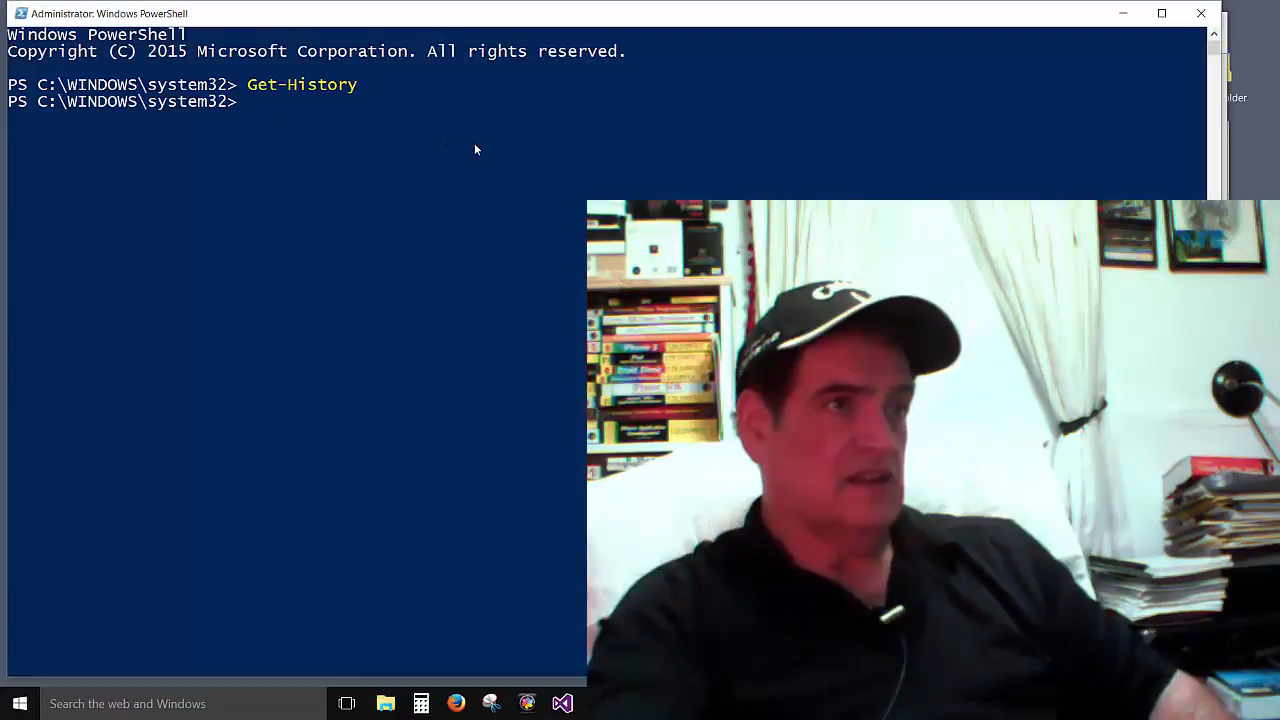 Administrator: Windows PowerShell
Windows PowerShell
Copyright (C) 2015 Microsoft Corporation. All rights reserved.
PS C:\WINDOWS\system32> Get-History
PS C:\WINDOWS\system32>
older
Search the web and Windows